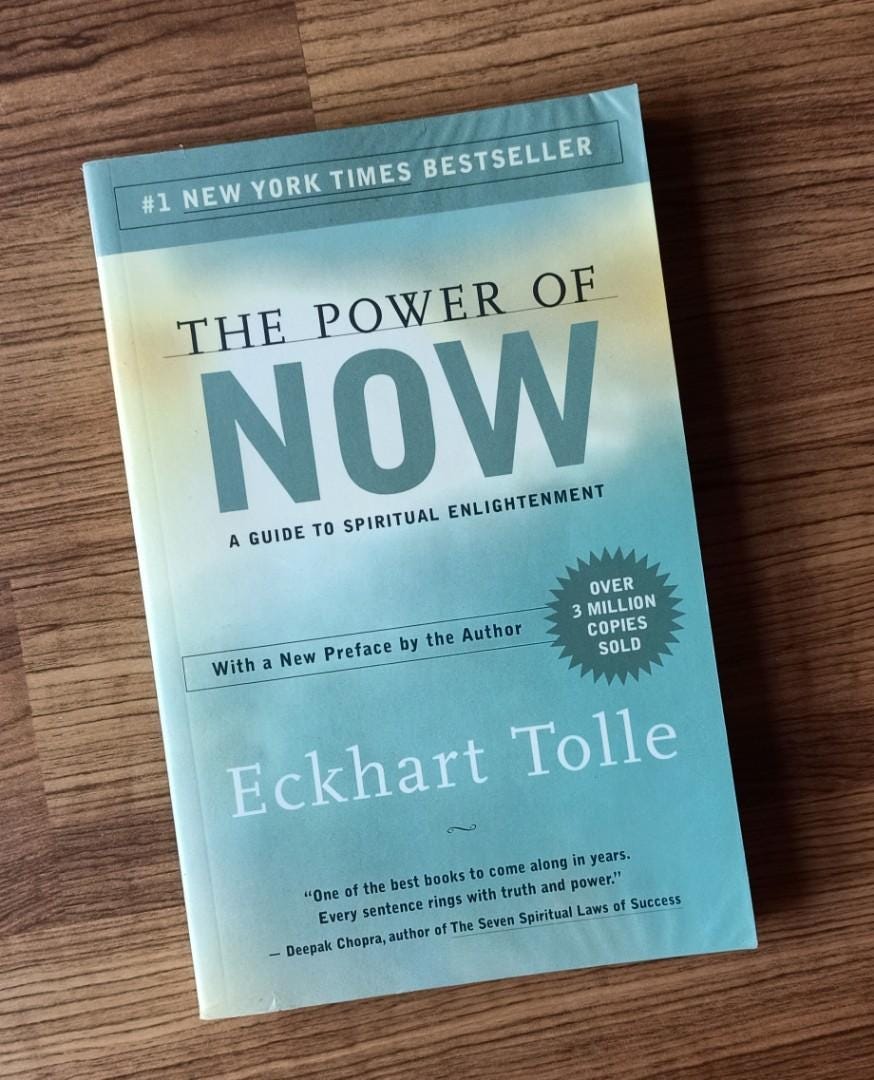 #1 NEW YORK TIMES BESTSELLER
THE POWER OF
NOW
A GUIDE TO SPIRITUAL ENLIGHTENMENT
With a New Preface by the Author
OVER
3 MILLION
COPIES
SOLD
Eckhart Tolle
“One of the best books to come along in years.
Every sentence rings with truth and power.”
— Deepak Chopra, author of The Seven Spiritual Laws of Success